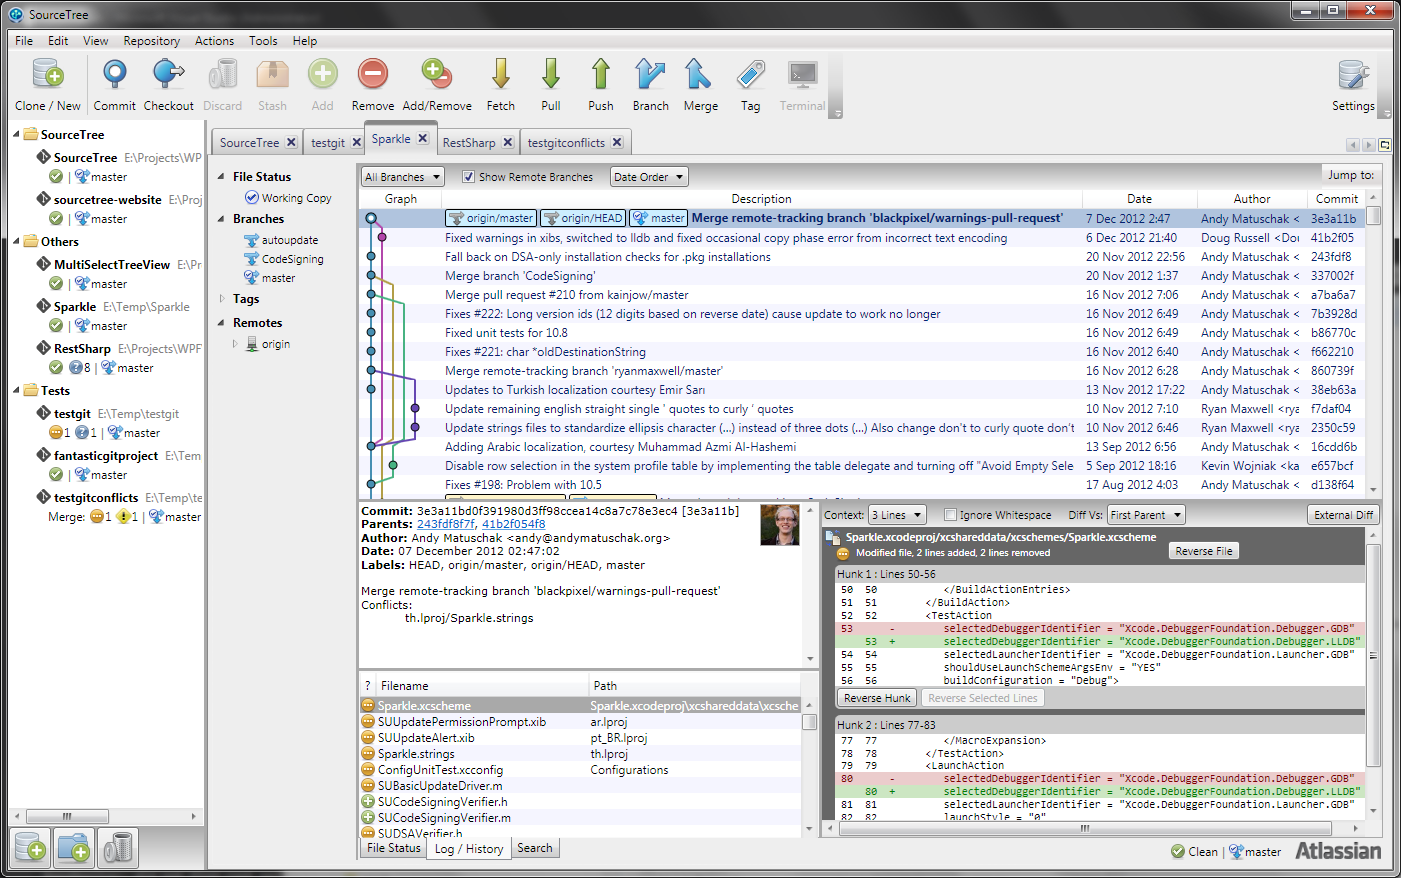 SourceTree
File Edit View Repository Actions Tools Help
Clone / New Commit Checkout Discard Stash Add Remove Add/Remove Fetch Pull Push Branch Merge Tag Terminal Settings
SourceTree
SourceTree E:\Projects\WP
master
sourcetree-website E:\Proj
master
Others
MultiSelectTreeView E:\Pr
master
Sparkle E:\Temp\Sparkle
master
RestSharp E:\Projects\WPF
8 | master
Tests
testgit E:\Temp\testgit
1 1 | master
fantasticgitproject E:\Tem
master
testgitconflicts E:\Temp\te
Merge: 1 1 | master
SourceTree testgit Sparkle RestSharp testgitconflicts
File Status
Working Copy
Branches
autoupdate
CodeSigning
master
Tags
Remotes
origin
All Branches Show Remote Branches Date Order Jump to:
Graph Description Date Author Commit
origin/master origin/HEAD master Merge remote-tracking branch 'blackpixel/warnings-pull-request' 7 Dec 2012 2:47 Andy Matuschak < 3e3a11b
Fixed warnings in xibs, switched to lldb and fixed occasional copy phase error from incorrect text encoding 6 Dec 2012 21:40 Doug Russell <Dou 41b2f05
Fall back on DSA-only installation checks for .pkg installations 20 Nov 2012 22:56 Andy Matuschak < 243fdf8
Merge branch 'CodeSigning' 20 Nov 2012 1:37 Andy Matuschak < 337002f
Merge pull request #210 from kainjow/master 16 Nov 2012 7:06 Andy Matuschak < a7ba6a7
Fixes #222: Long version ids (12 digits based on reverse date) cause update to work no longer 16 Nov 2012 6:49 Andy Matuschak < 7b3928d
Fixed unit tests for 10.8 16 Nov 2012 6:49 Andy Matuschak < b86770c
Fixes #221: char *oldDestinationString 16 Nov 2012 6:40 Andy Matuschak < f662210
Merge remote-tracking branch 'ryanmaxwell/master' 16 Nov 2012 6:28 Andy Matuschak < 860739f
Updates to Turkish localization courtesy Emir Sarı 13 Nov 2012 17:22 Andy Matuschak < 38eb63a
Update remaining english straight single ' quotes to curly ’ quotes 10 Nov 2012 7:10 Ryan Maxwell <rya f7daf04
Update strings files to standardize ellipsis character (…) instead of three dots (...) Also change don't to curly quote don't 10 Nov 2012 6:46 Ryan Maxwell <rya 2350c59
Adding Arabic localization, courtesy Muhammad Azmi Al-Hashemi 13 Sep 2012 6:56 Andy Matuschak < 16cdd6b
Disable row selection in the system profile table by implementing the table delegate and turning off "Avoid Empty Sele 5 Sep 2012 18:16 Kevin Wojniak <ka e657bcf
Fixes #198: Problem with 10.5 17 Aug 2012 4:03 Andy Matuschak < d138f64
Commit: 3e3a11bd0f391980d3ff98ccea14c8a7c78e3ec4 [3e3a11b]
Parents: 243fdf8f7f, 41b2f054f8
Author: Andy Matuschak <andy@andymatuschak.org>
Date: 07 December 2012 02:47:02
Labels: HEAD, origin/master, origin/HEAD, master
Merge remote-tracking branch 'blackpixel/warnings-pull-request'
Conflicts:
th.lproj/Sparkle.strings
? Filename Path
Sparkle.xcscheme Sparkle.xcodeproj\xcshareddata\xcsche
SUUpdatePermissionPrompt.xib ar.lproj
SUUpdateAlert.xib pt_BR.lproj
Sparkle.strings th.lproj
ConfigUnitTest.xcconfig Configurations
SUBasicUpdateDriver.m
SUCodeSigningVerifier.h
SUCodeSigningVerifier.m
SUDSAVerifier.h
File Status Log / History Search
Context: 3 Lines Ignore Whitespace Diff Vs: First Parent External Diff
Sparkle.xcodeproj/xcshareddata/xcschemes/Sparkle.xcscheme
Modified file, 2 lines added, 2 lines removed Reverse File
Hunk 1 : Lines 50-56
50 50 </BuildActionEntries>
51 51 </BuildAction>
52 52 <TestAction
53 - selectedDebuggerIdentifier = "Xcode.DebuggerFoundation.Debugger.GDB"
53 + selectedDebuggerIdentifier = "Xcode.DebuggerFoundation.Debugger.LLDB"
54 54 selectedLauncherIdentifier = "Xcode.DebuggerFoundation.Launcher.GDB"
55 55 shouldUseLaunchSchemeArgsEnv = "YES"
56 56 buildConfiguration = "Debug">
Reverse Hunk Reverse Selected Lines
Hunk 2 : Lines 77-83
77 77 </MacroExpansion>
78 78 </TestAction>
79 79 <LaunchAction
80 - selectedDebuggerIdentifier = "Xcode.DebuggerFoundation.Debugger.GDB"
80 + selectedDebuggerIdentifier = "Xcode.DebuggerFoundation.Debugger.LLDB"
81 81 selectedLauncherIdentifier = "Xcode.DebuggerFoundation.Launcher.GDB"
82 82 launchStyle = "0"
Clean | master Atlassian